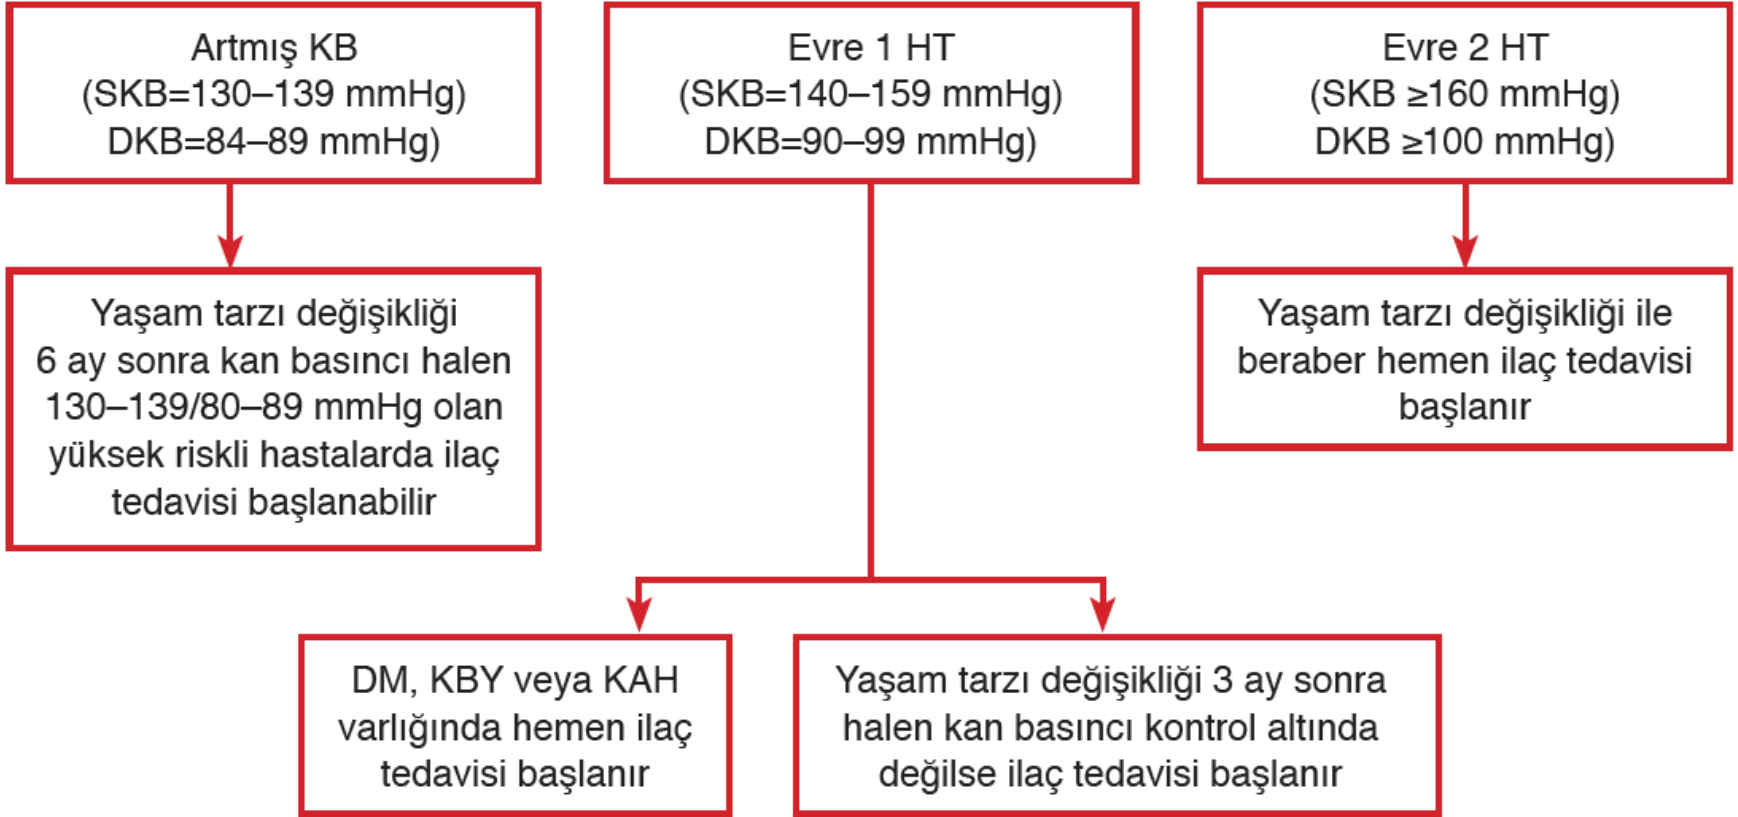 Artmış KB
(SKB=130–139 mmHg)
DKB=84–89 mmHg)
Evre 1 HT
(SKB=140–159 mmHg)
DKB=90–99 mmHg)
Evre 2 HT
(SKB ≥160 mmHg)
DKB ≥100 mmHg)
Yaşam tarzı değişikliği
6 ay sonra kan basıncı halen
130–139/80–89 mmHg olan
yüksek riskli hastalarda ilaç
tedavisi başlanabilir
Yaşam tarzı değişikliği ile
beraber hemen ilaç tedavisi
başlanır
DM, KBY veya KAH
varlığında hemen ilaç
tedavisi başlanır
Yaşam tarzı değişikliği 3 ay sonra
halen kan basıncı kontrol altında
değilse ilaç tedavisi başlanır